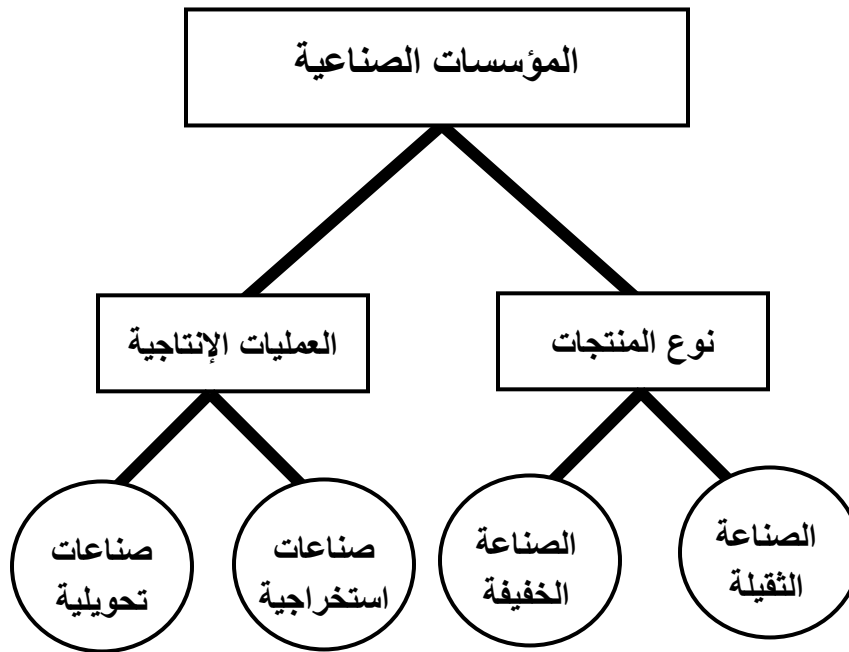 المؤسسات الصناعية
نوع المنتجات
العمليات الإنتاجية
الصناعة
الثقيلة
الصناعة
الخفيفة
صناعات
استخراجية
صناعات
تحويلية